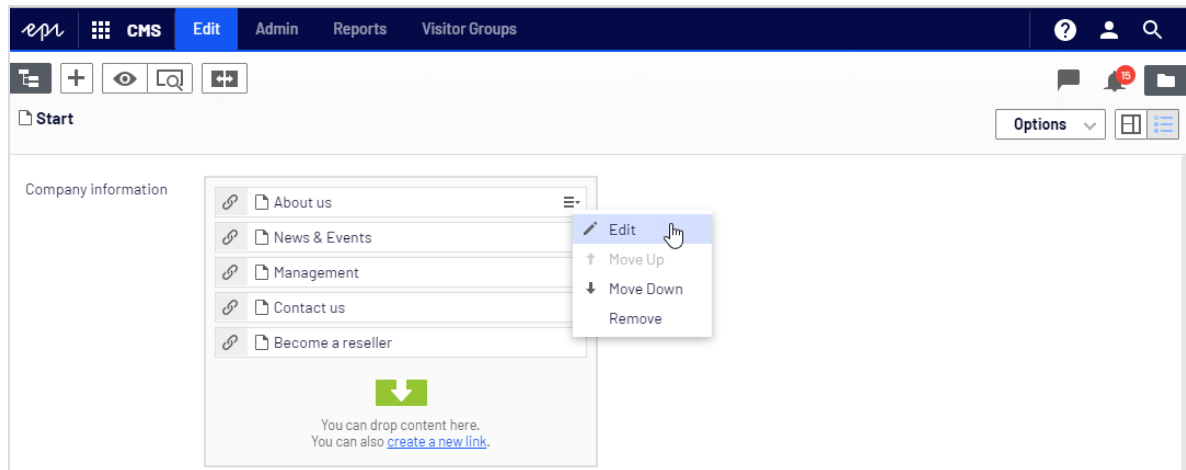 epi CMS Edit Admin Reports Visitor Groups ?
15
Start
Options
Company information
About us
News & Events
Management
Contact us
Become a reseller
Edit
Move Up
Move Down
Remove
You can drop content here.
You can also create a new link.